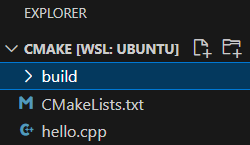 EXPLORER
CMAKE [WSL: UBUNTU]
build
CMakeLists.txt
hello.cpp